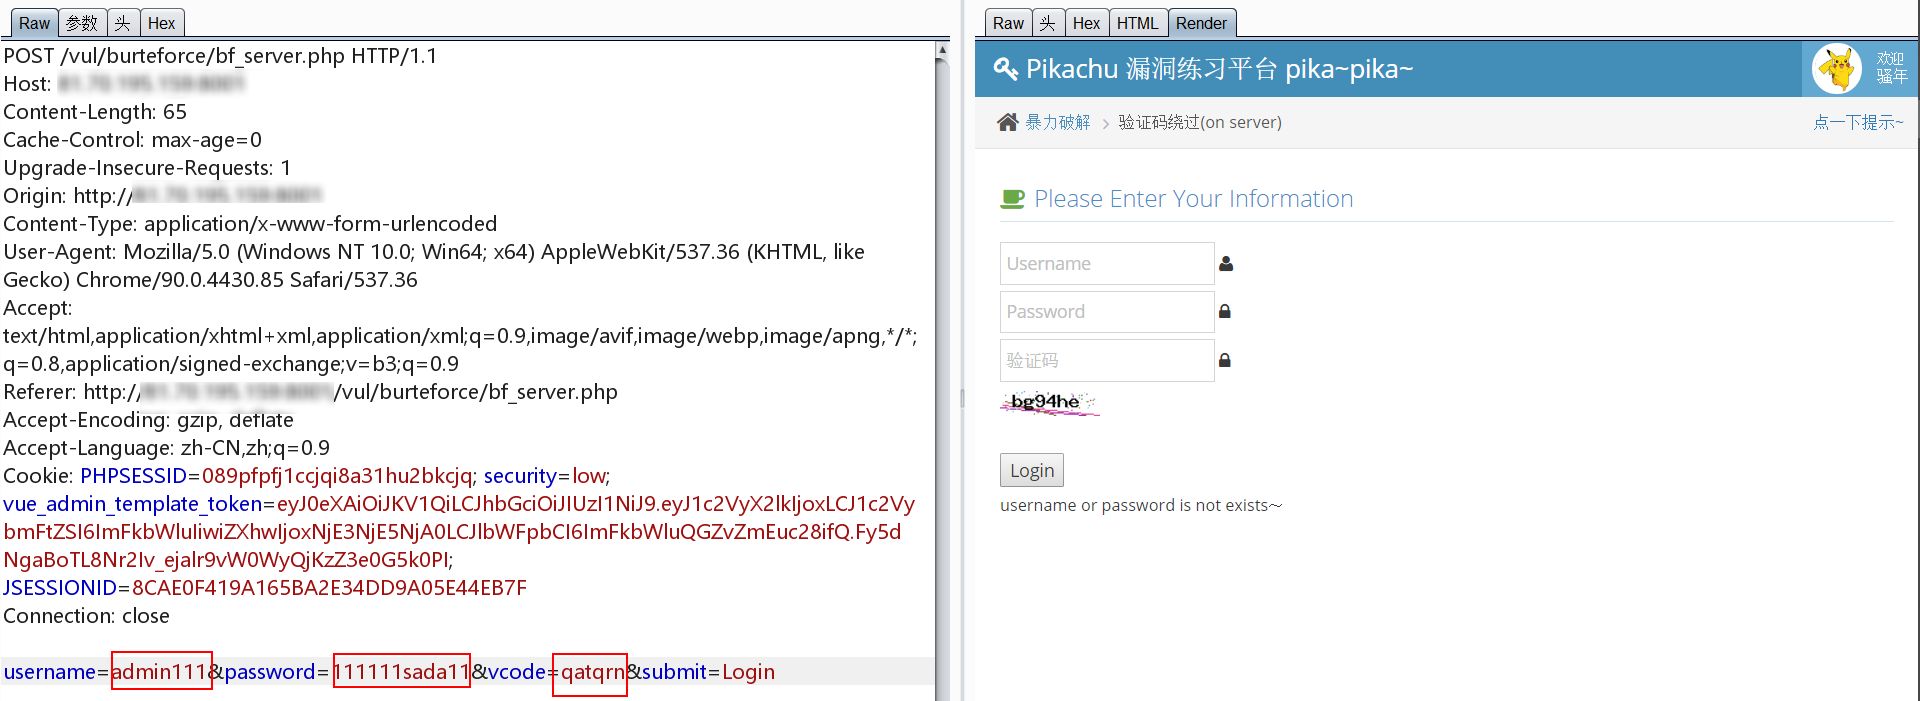 Raw 参数 头 Hex
POST /vul/burteforce/bf_server.php HTTP/1.1
Host:
Content-Length: 65
Cache-Control: max-age=0
Upgrade-Insecure-Requests: 1
Origin: http://
Content-Type: application/x-www-form-urlencoded
User-Agent: Mozilla/5.0 (Windows NT 10.0; Win64; x64) AppleWebKit/537.36 (KHTML, like
Gecko) Chrome/90.0.4430.85 Safari/537.36
Accept:
text/html,application/xhtml+xml,application/xml;q=0.9,image/avif,image/webp,image/apng,*/*;
q=0.8,application/signed-exchange;v=b3;q=0.9
Referer: http:// /vul/burteforce/bf_server.php
Accept-Encoding: gzip, deflate
Accept-Language: zh-CN,zh;q=0.9
Cookie: PHPSESSID=089pfpfj1ccjqi8a31hu2bkcjq; security=low;
vue_admin_template_token=eyJ0eXAiOiJKV1QiLCJhbGciOiJIUzI1NiJ9.eyJ1c2VyX2lkIjoxLCJ1c2Vy
bmFtZSI6ImFkbWluIiwiZXhwIjoxNjE3NjE5NjA0LCJlbWFpbCI6ImFkbWluQGZvZmEuc28ifQ.Fy5d
NgaBoTL8Nr2Iv_ejalr9vW0WyQjKzZ3e0G5k0PI;
JSESSIONID=8CAE0F419A165BA2E34DD9A05E44EB7F
Connection: close
username=admin111&password=111111sada11&vcode=qatqrn&submit=Login
Raw 头 Hex HTML Render
Pikachu 漏洞练习平台 pika~pika~
欢迎
骚年
暴力破解 > 验证码绕过(on server)
点一下提示~
Please Enter Your Information
Username
Password
验证码
bg94he
Login
username or password is not exists～